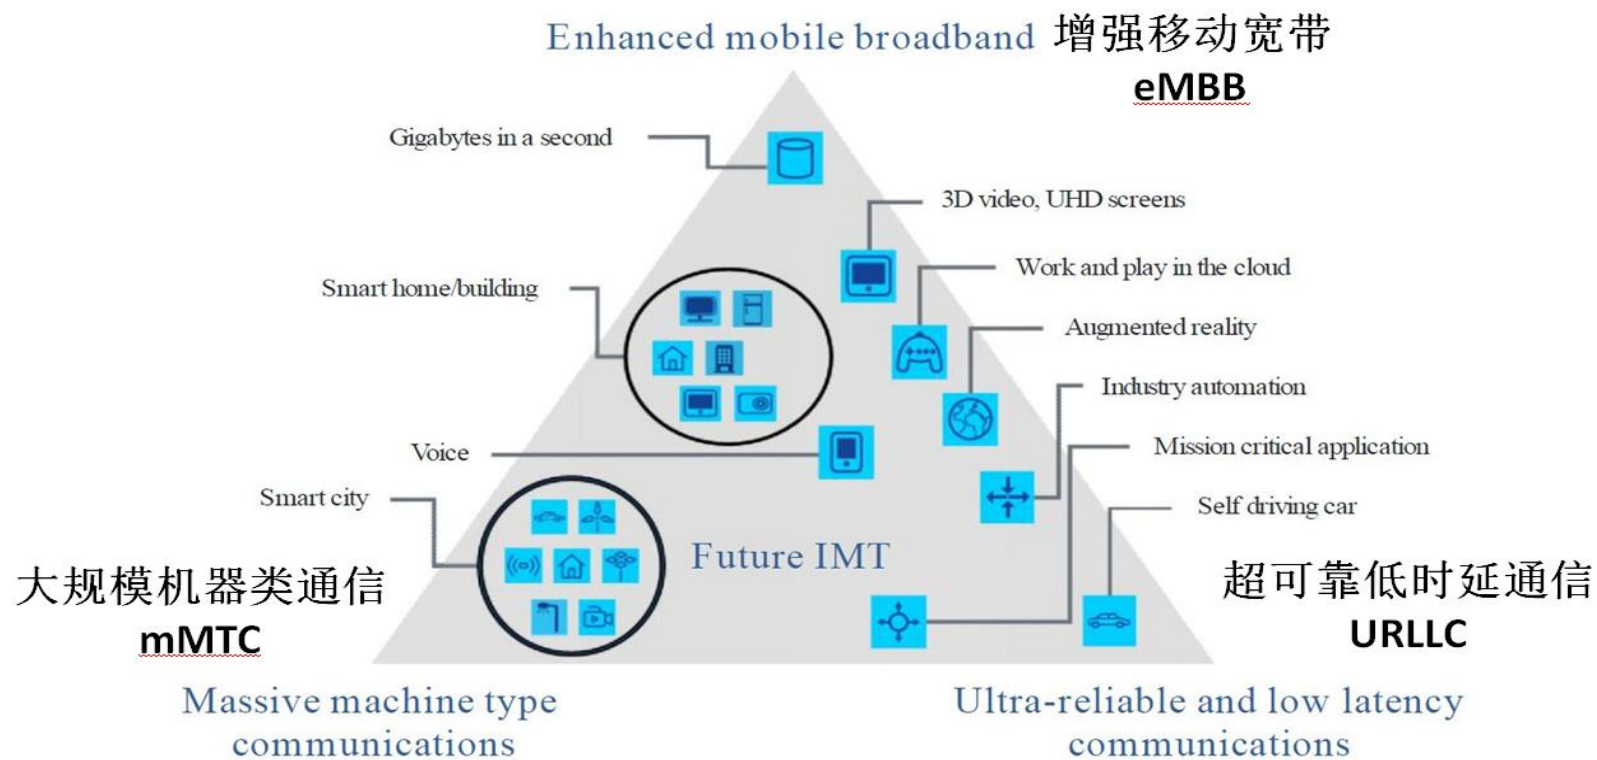 Enhanced mobile broadband 增强移动宽带
eMBB
Gigabytes in a second
3D video, UHD screens
Work and play in the cloud
Smart home/building
Augmented reality
Industry automation
Mission critical application
Voice
Smart city
Self driving car
Future IMT
大规模机器类通信
mMTC
超可靠低时延通信
URLLC
Massive machine type
communications
Ultra-reliable and low latency
communications